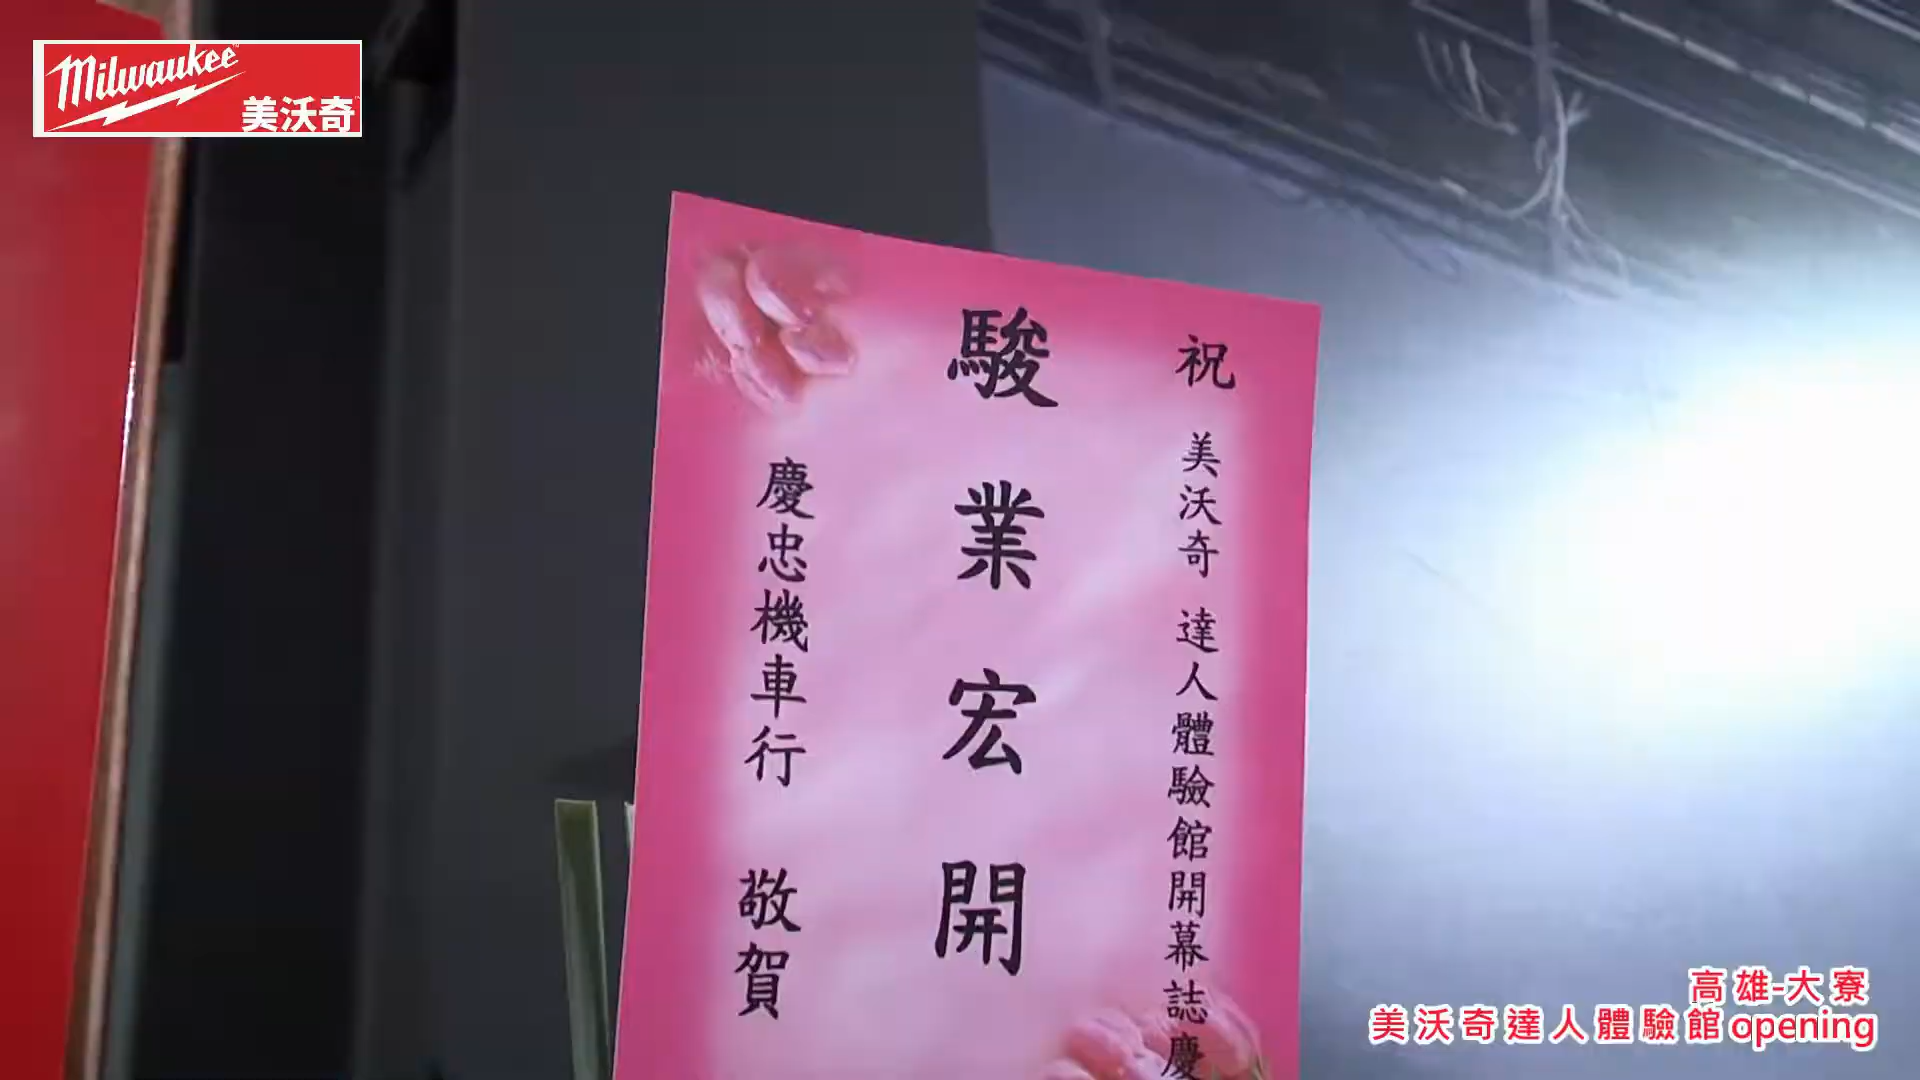 Milwaukee
美沃奇
祝 美沃奇 達人體驗館開幕誌慶
駿業宏開
慶忠機車行 敬賀
高雄-大寮
美沃奇達人體驗館opening